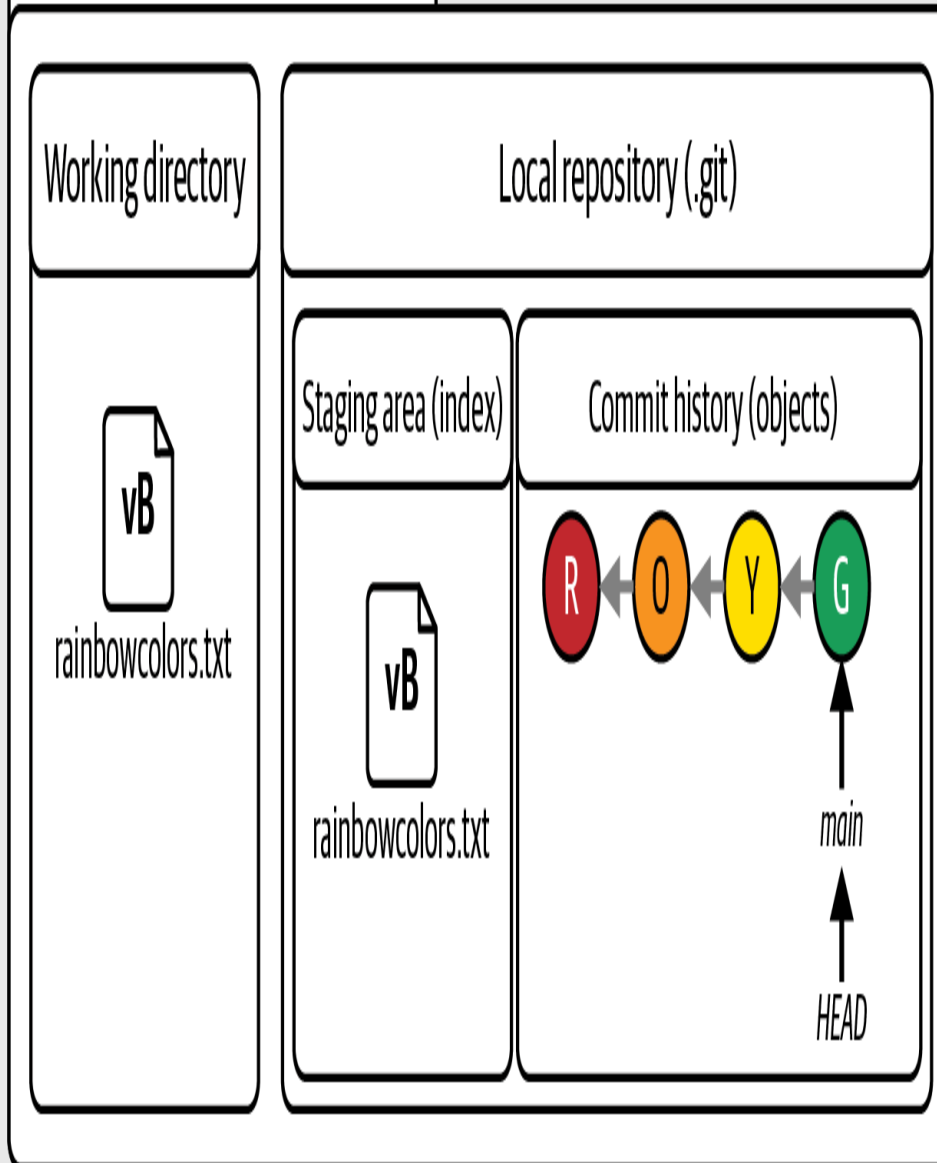 Working directory
Local repository (.git)
Staging area (index)
Commit history (objects)
vB
rainbowcolors.txt
vB
rainbowcolors.txt
R
O
Y
G
main
HEAD